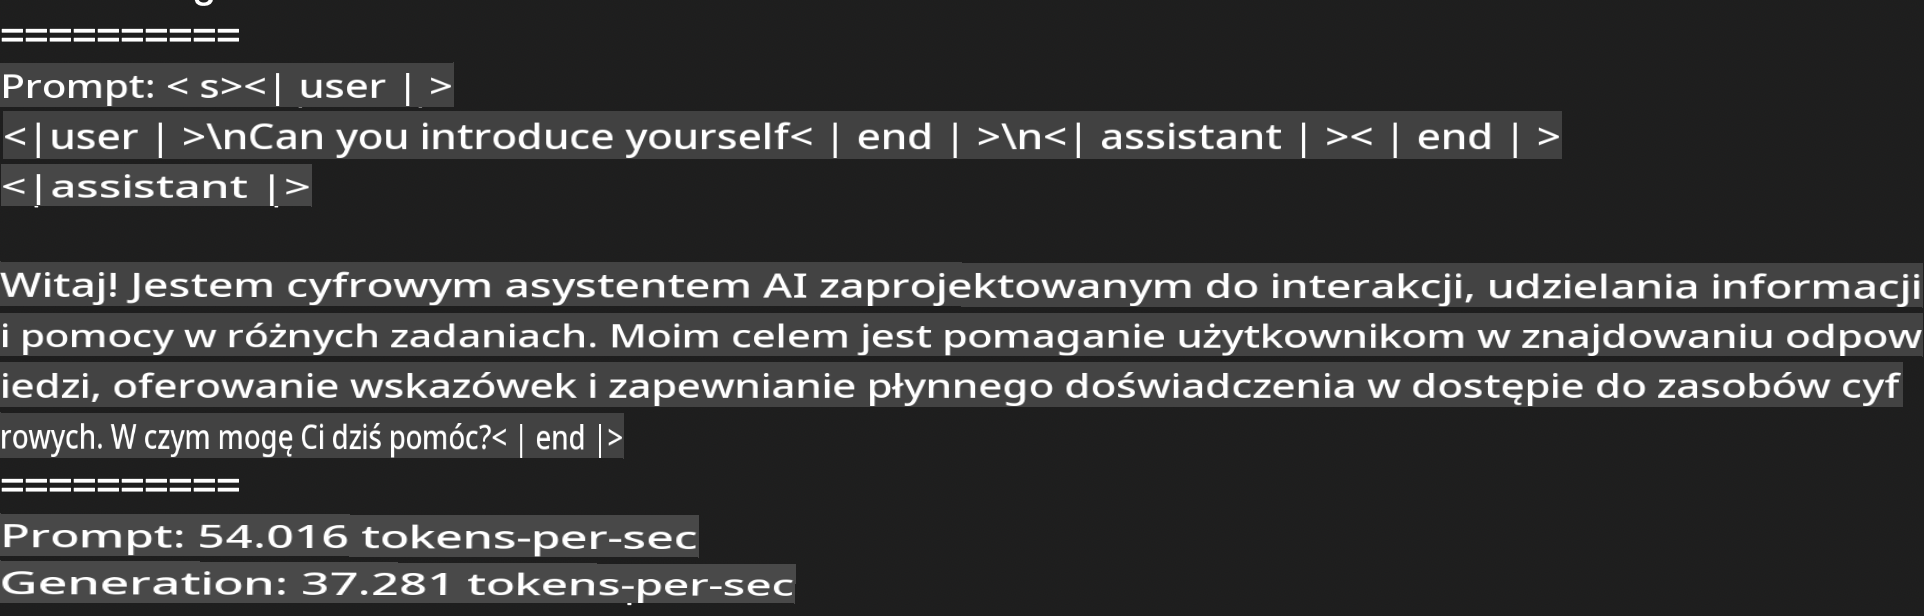 ==========
Prompt: < s><| user | >
<|user | >\nCan you introduce yourself< | end | >\n<| assistant | >< | end | >
<|assistant |>
Witaj! Jestem cyfrowym asystentem AI zaprojektowanym do interakcji, udzielania informacji
i pomocy w różnych zadaniach. Moim celem jest pomaganie użytkownikom w znajdowaniu odpow
iedzi, oferowanie wskazówek i zapewnianie płynnego doświadczenia w dostępie do zasobów cyf
rowych. W czym mogę Ci dziś pomóc?< | end |>
==========
Prompt: 54.016 tokens-per-sec
Generation: 37.281 tokens-per-sec